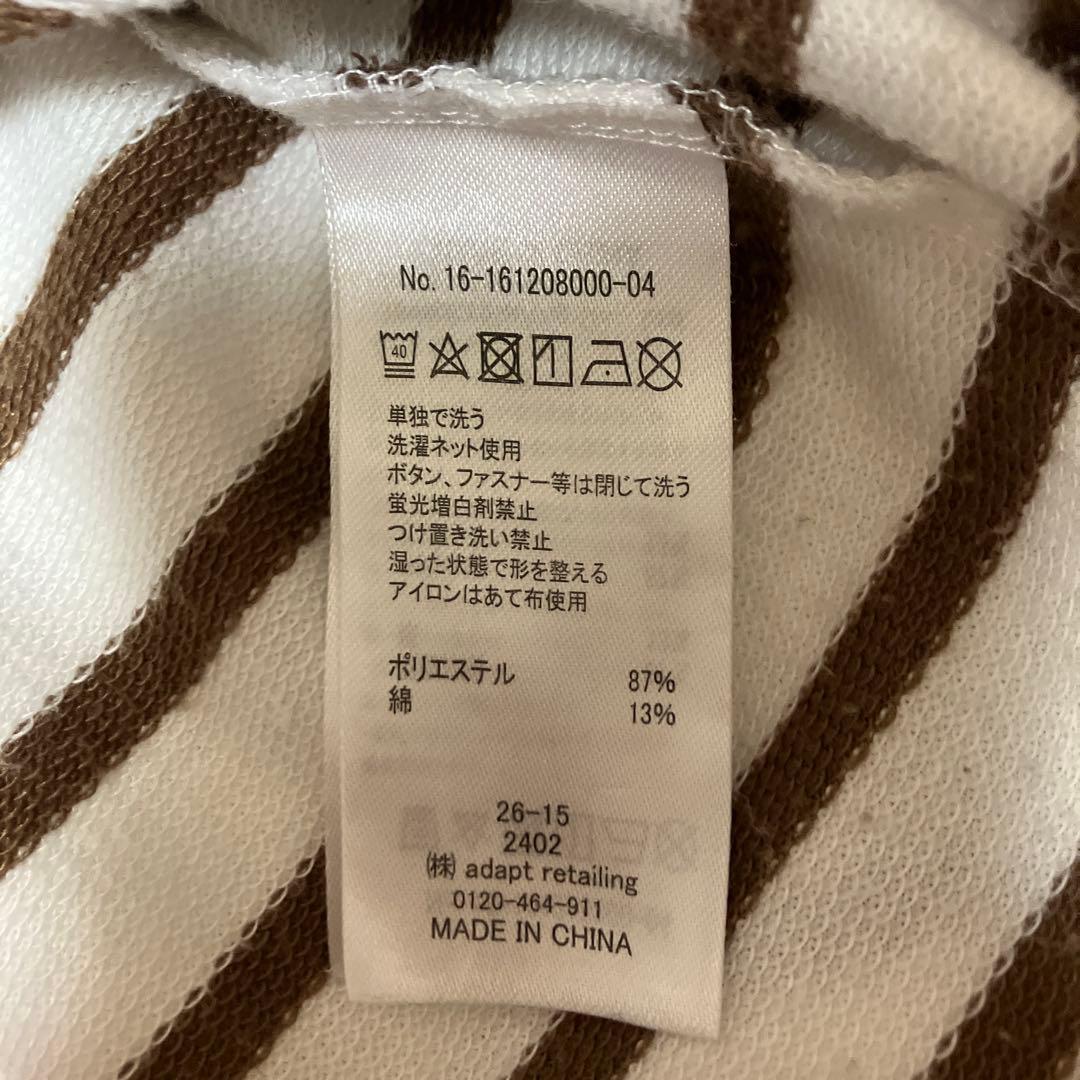 No. 16-161208000-04
40
単独で洗う
洗濯ネット使用
ボタン、ファスナー等は閉じて洗う
蛍光増白剤禁止
つけ置き洗い禁止
湿った状態で形を整える
アイロンはあて布使用
ポリエステル 87%
綿 13%
26-15
2402
㈱ adapt retailing
0120-464-911
MADE IN CHINA